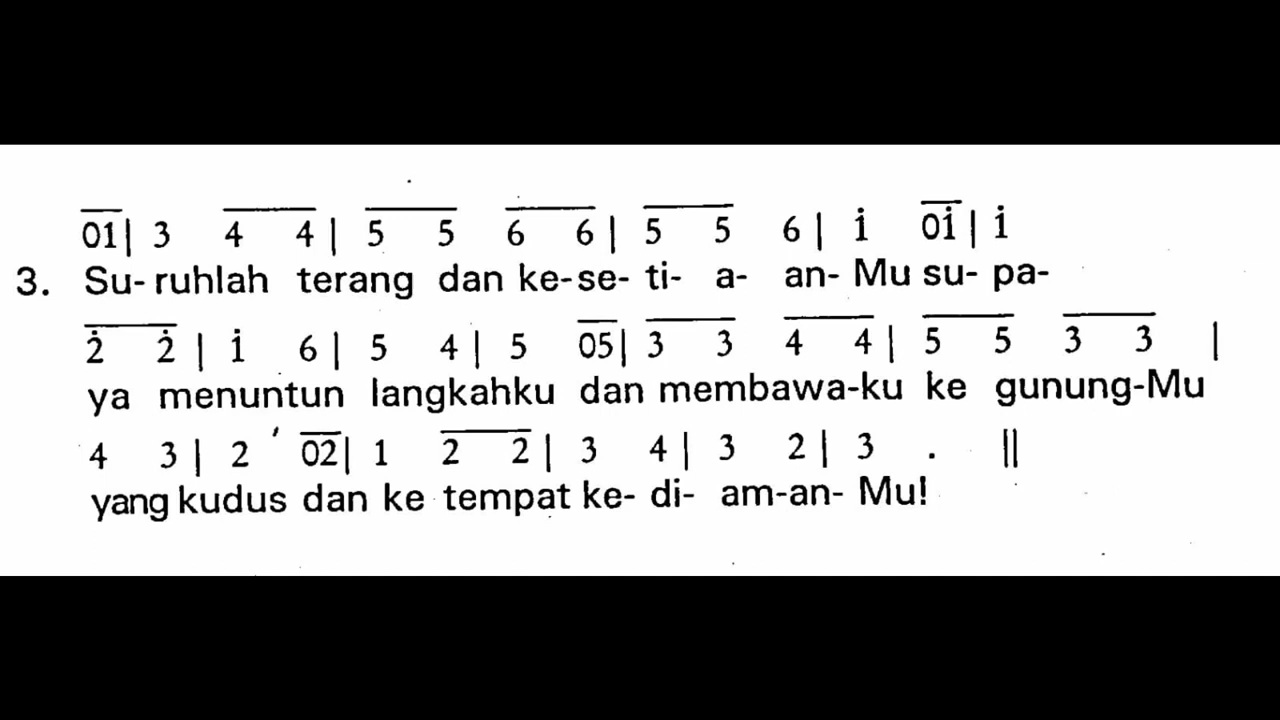 01| 3 4 4| 5 5 6 6| 5 5 6| i̇ 0i̇| i̇
3. Su- ruhlah terang dan ke-se- ti- a- an- Mu su- pa-
2̇ 2̇| i̇ 6| 5 4| 5 05| 3 3 4 4| 5 5 3 3 |
ya menuntun langkahku dan membawa-ku ke gunung-Mu
4 3| 2 ' 02| 1 2 2| 3 4| 3 2| 3 . ||
yang kudus dan ke tempat ke- di- am-an- Mu!